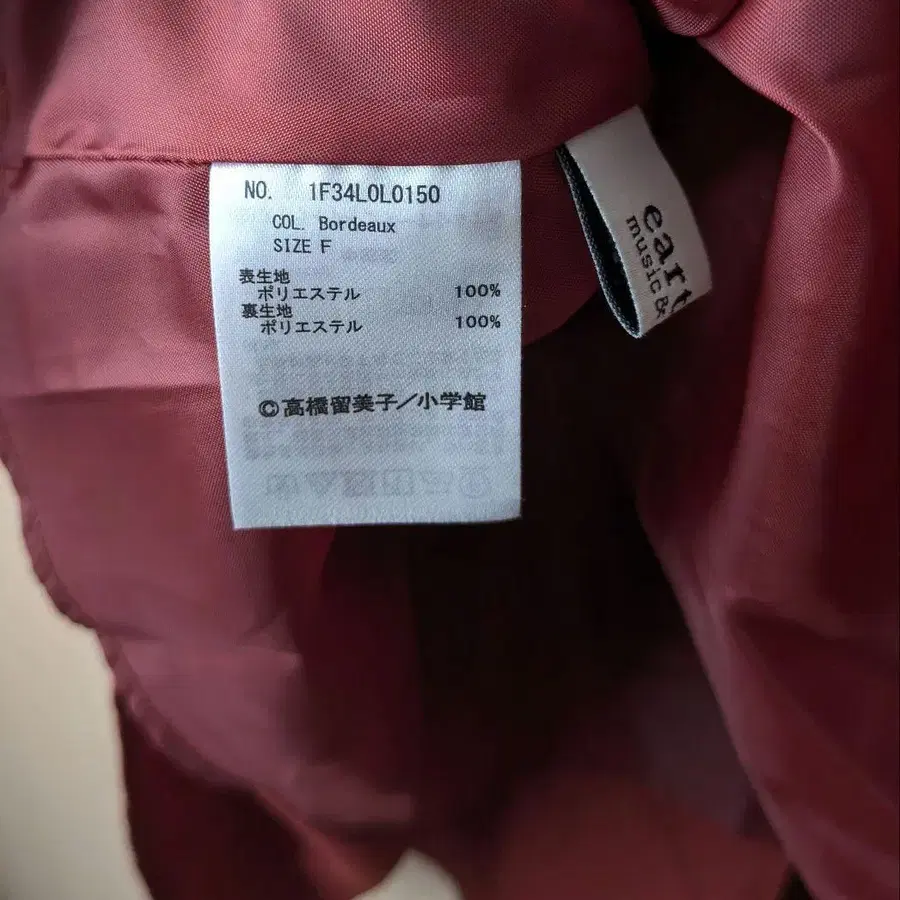 NO. 1F34L0L0150
COL. Bordeaux
SIZE F
表生地
ポリエステル 100%
裏生地
ポリエステル 100%
©高橋留美子/小学館
eart
music &